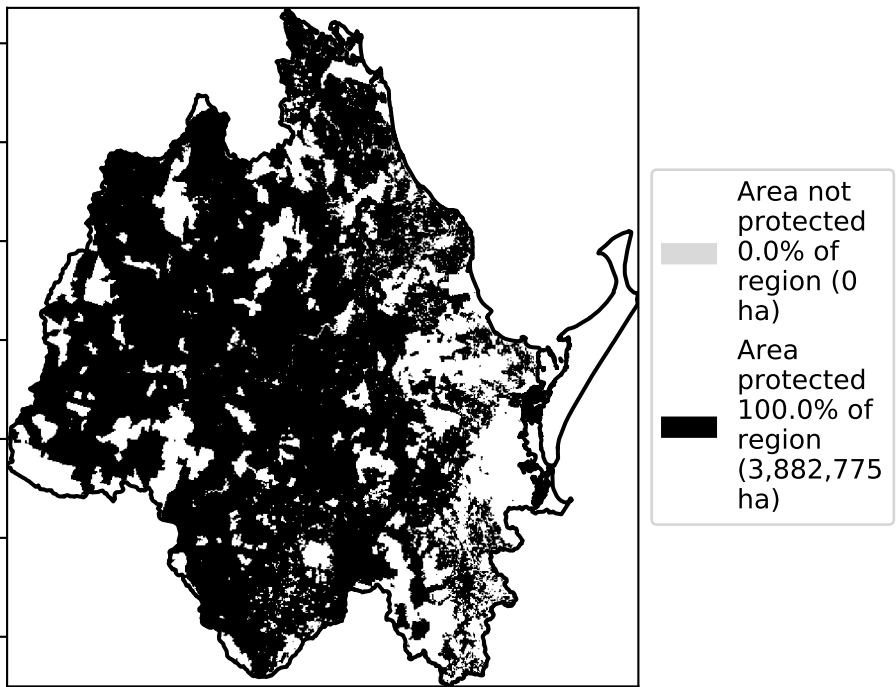 Area not
protected
0.0% of
region (0
ha)
Area
protected
100.0% of
region
(3,882,775
ha)